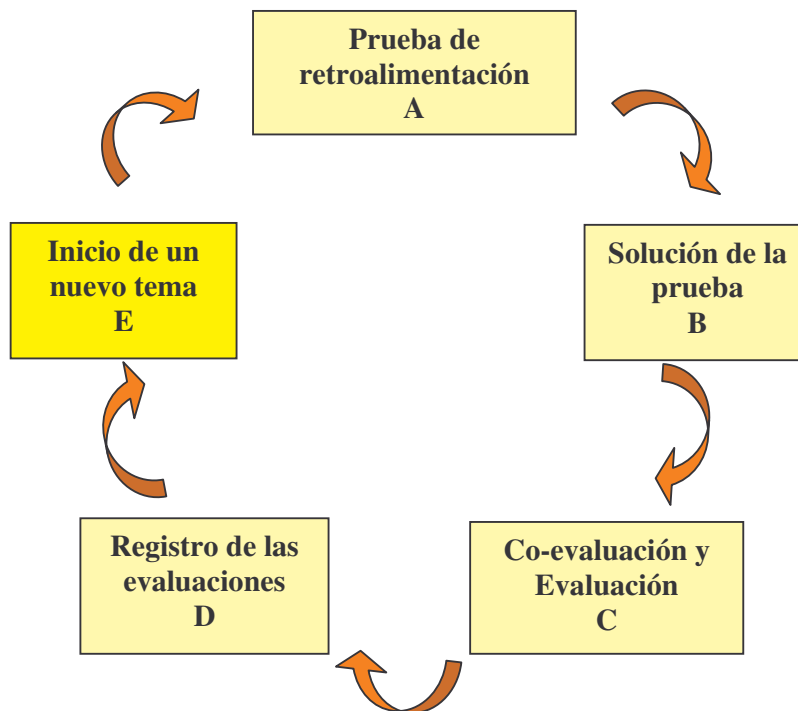 Prueba de
retroalimentación
A
Inicio de un
nuevo tema
E
Solución de la
prueba
B
Registro de las
evaluaciones
D
Co-evaluación y
Evaluación
C